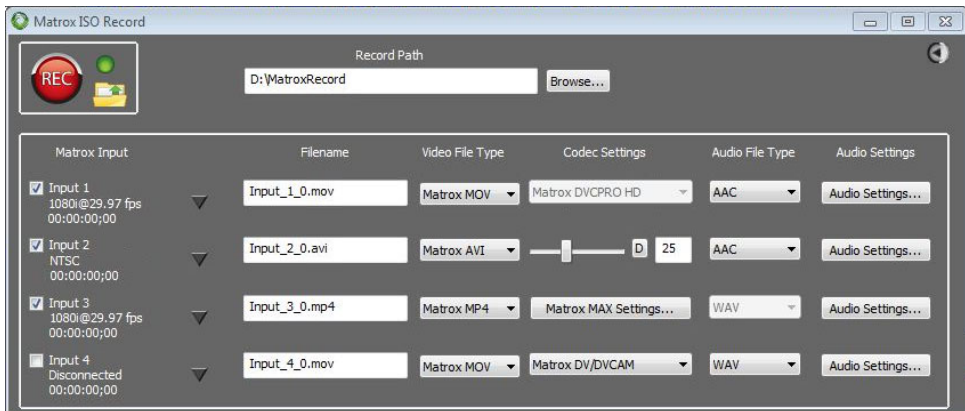 Matrox ISO Record
REC
Record Path
D:\MatroxRecord
Browse...
Matrox Input
Filename
Video File Type
Codec Settings
Audio File Type
Audio Settings
Input 1
1080i@29.97 fps
00:00:00;00
Input_1_0.mov
Matrox MOV
Matrox DVCPRO HD
AAC
Audio Settings...
Input 2
NTSC
00:00:00;00
Input_2_0.avi
Matrox AVI
D
25
AAC
Audio Settings...
Input 3
1080i@29.97 fps
00:00:00;00
Input_3_0.mp4
Matrox MP4
Matrox MAX Settings...
WAV
Audio Settings...
Input 4
Disconnected
00:00:00;00
Input_4_0.mov
Matrox MOV
Matrox DV/DVCAM
WAV
Audio Settings...